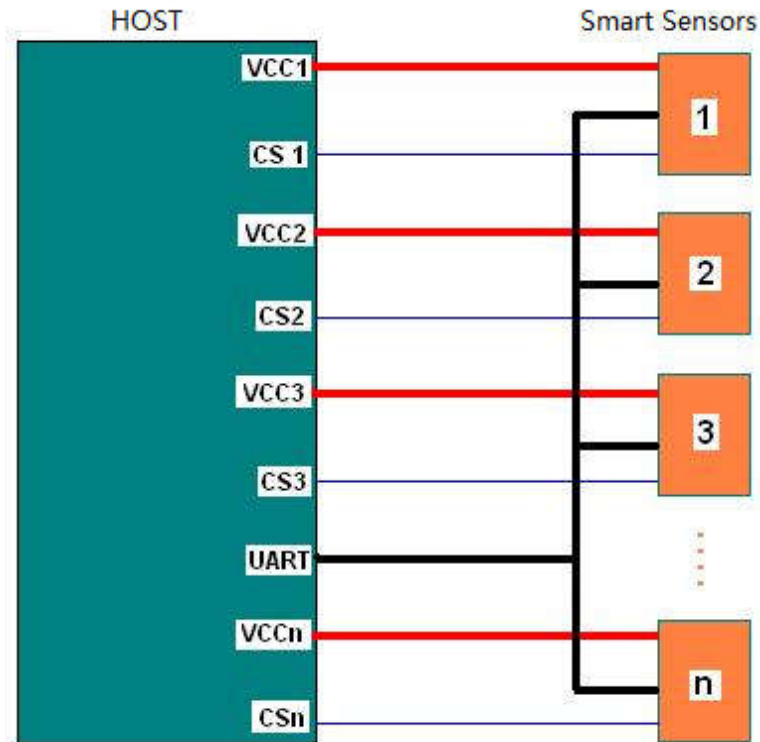 HOST
Smart Sensors
VCC1
1
CS 1
VCC2
2
CS2
VCC3
3
CS3
UART
VCCn
n
CSn